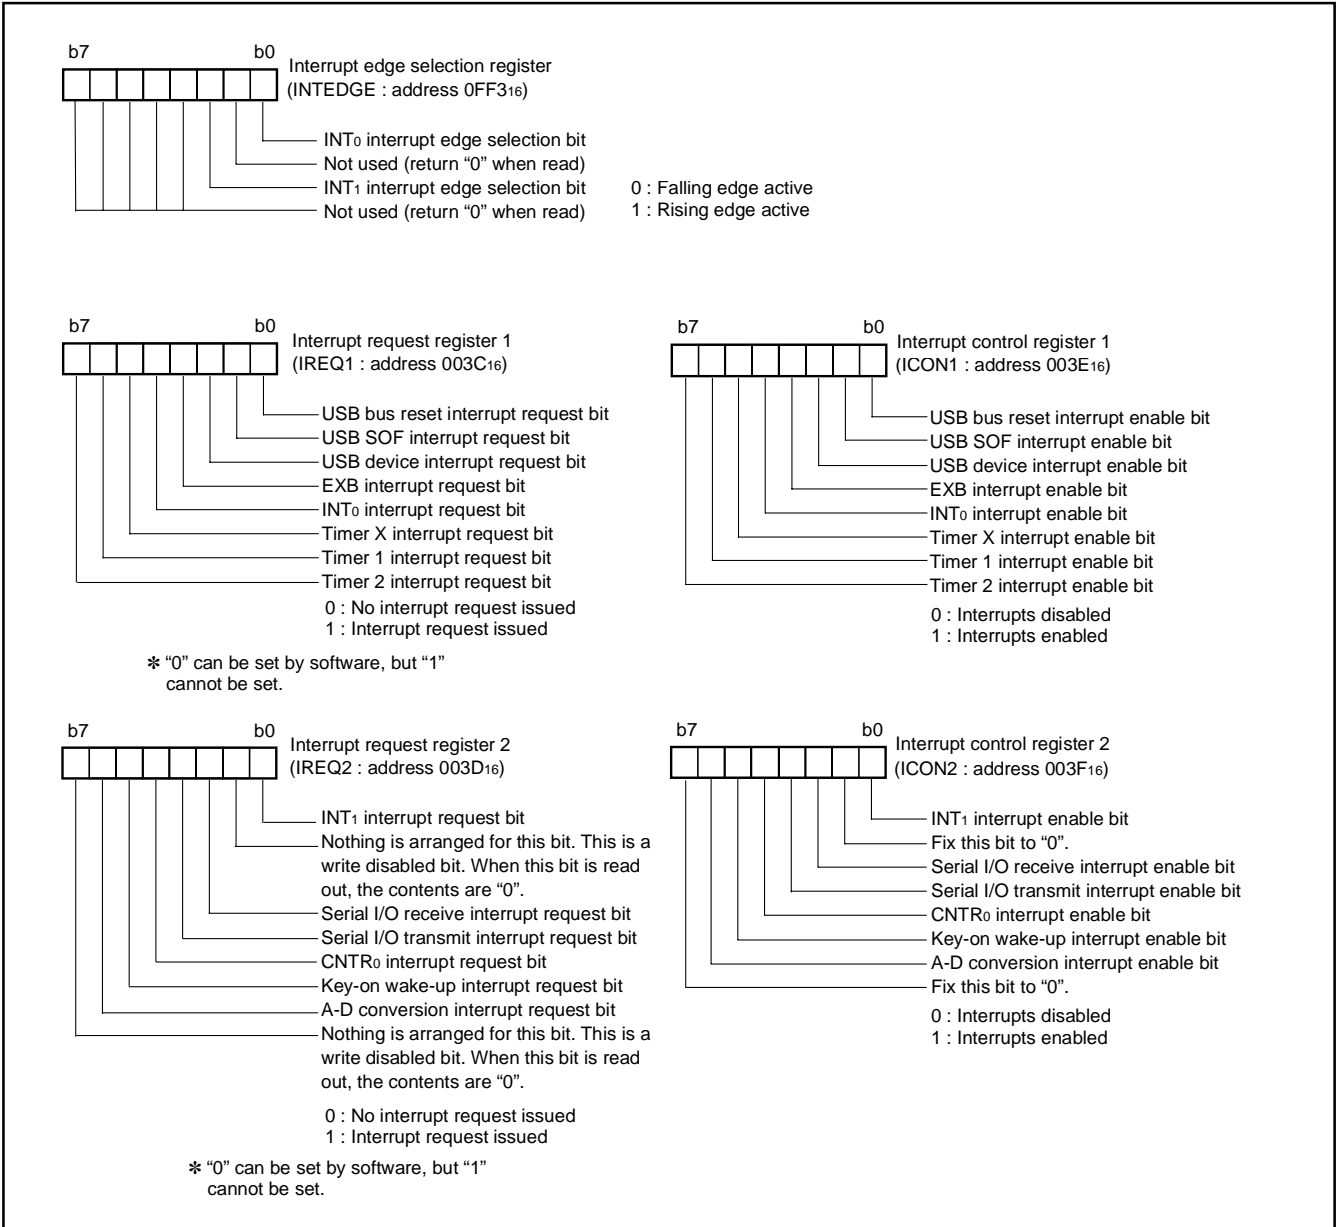 b7 b0
Interrupt edge selection register
(INTEDGE : address 0FF316)
INT0 interrupt edge selection bit
Not used (return “0” when read)
INT1 interrupt edge selection bit
Not used (return “0” when read)
0 : Falling edge active
1 : Rising edge active
b7 b0
Interrupt request register 1
(IREQ1 : address 003C16)
USB bus reset interrupt request bit
USB SOF interrupt request bit
USB device interrupt request bit
EXB interrupt request bit
INT0 interrupt request bit
Timer X interrupt request bit
Timer 1 interrupt request bit
Timer 2 interrupt request bit
0 : No interrupt request issued
1 : Interrupt request issued
✻ “0” can be set by software, but “1”
cannot be set.
b7 b0
Interrupt control register 1
(ICON1 : address 003E16)
USB bus reset interrupt enable bit
USB SOF interrupt enable bit
USB device interrupt enable bit
EXB interrupt enable bit
INT0 interrupt enable bit
Timer X interrupt enable bit
Timer 1 interrupt enable bit
Timer 2 interrupt enable bit
0 : Interrupts disabled
1 : Interrupts enabled
b7 b0
Interrupt request register 2
(IREQ2 : address 003D16)
INT1 interrupt request bit
Nothing is arranged for this bit. This is a
write disabled bit. When this bit is read
out, the contents are “0”.
Serial I/O receive interrupt request bit
Serial I/O transmit interrupt request bit
CNTR0 interrupt request bit
Key-on wake-up interrupt request bit
A-D conversion interrupt request bit
Nothing is arranged for this bit. This is a
write disabled bit. When this bit is read
out, the contents are “0”.
0 : No interrupt request issued
1 : Interrupt request issued
✻ “0” can be set by software, but “1”
cannot be set.
b7 b0
Interrupt control register 2
(ICON2 : address 003F16)
INT1 interrupt enable bit
Fix this bit to “0”.
Serial I/O receive interrupt enable bit
Serial I/O transmit interrupt enable bit
CNTR0 interrupt enable bit
Key-on wake-up interrupt enable bit
A-D conversion interrupt enable bit
Fix this bit to “0”.
0 : Interrupts disabled
1 : Interrupts enabled